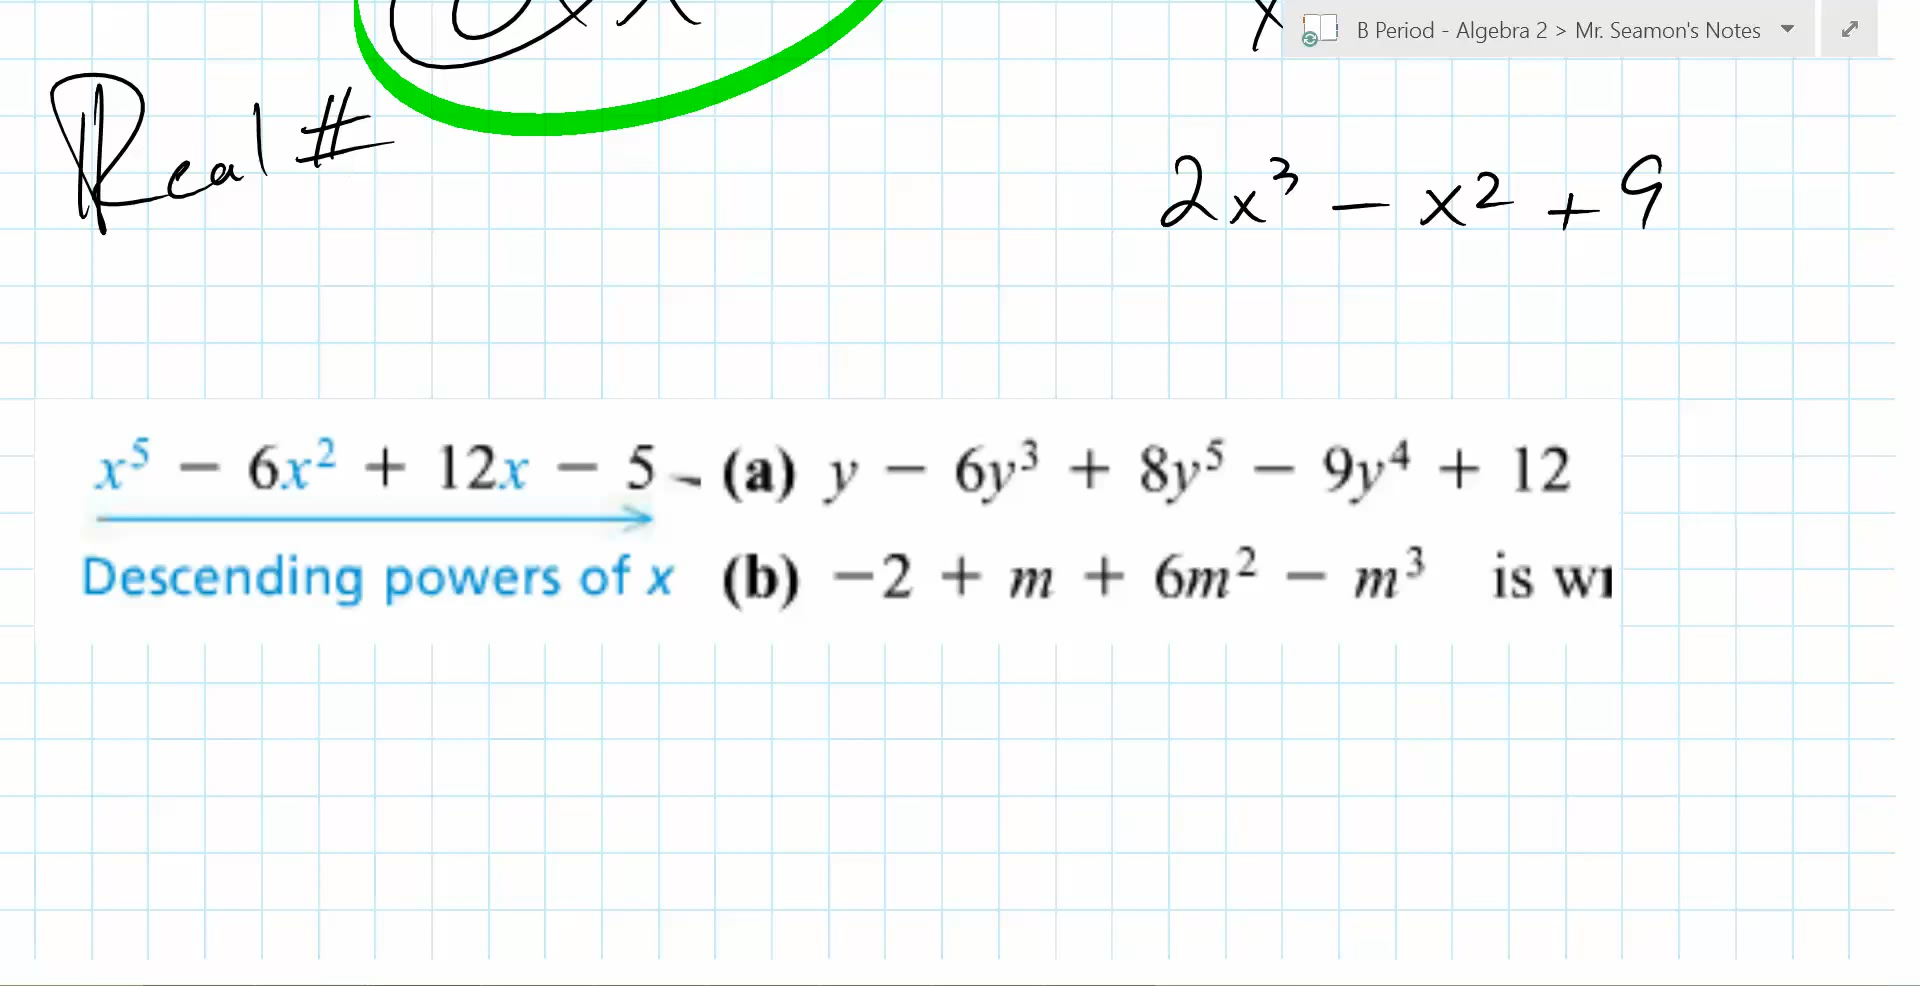 B Period - Algebra 2 > Mr. Seamon's Notes
Real #
2x³ − x² + 9
x⁵ − 6x² + 12x − 5
Descending powers of x
(a) y − 6y³ + 8y⁵ − 9y⁴ + 12
(b) −2 + m + 6m² − m³ is wr